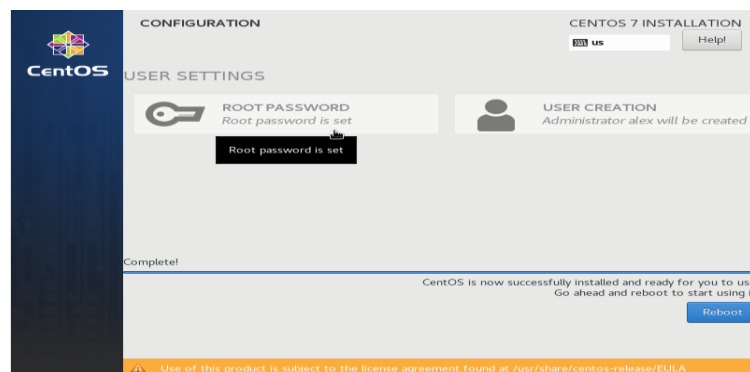 CONFIGURATION
CENTOS 7 INSTALLATION
us
Help!
CentOS
USER SETTINGS
ROOT PASSWORD
Root password is set
USER CREATION
Administrator alex will be created
Root password is set
Complete!
CentOS is now successfully installed and ready for you to us
Go ahead and reboot to start using i
Reboot
Use of this product is subject to the license agreement found at /usr/share/centos-release/EULA